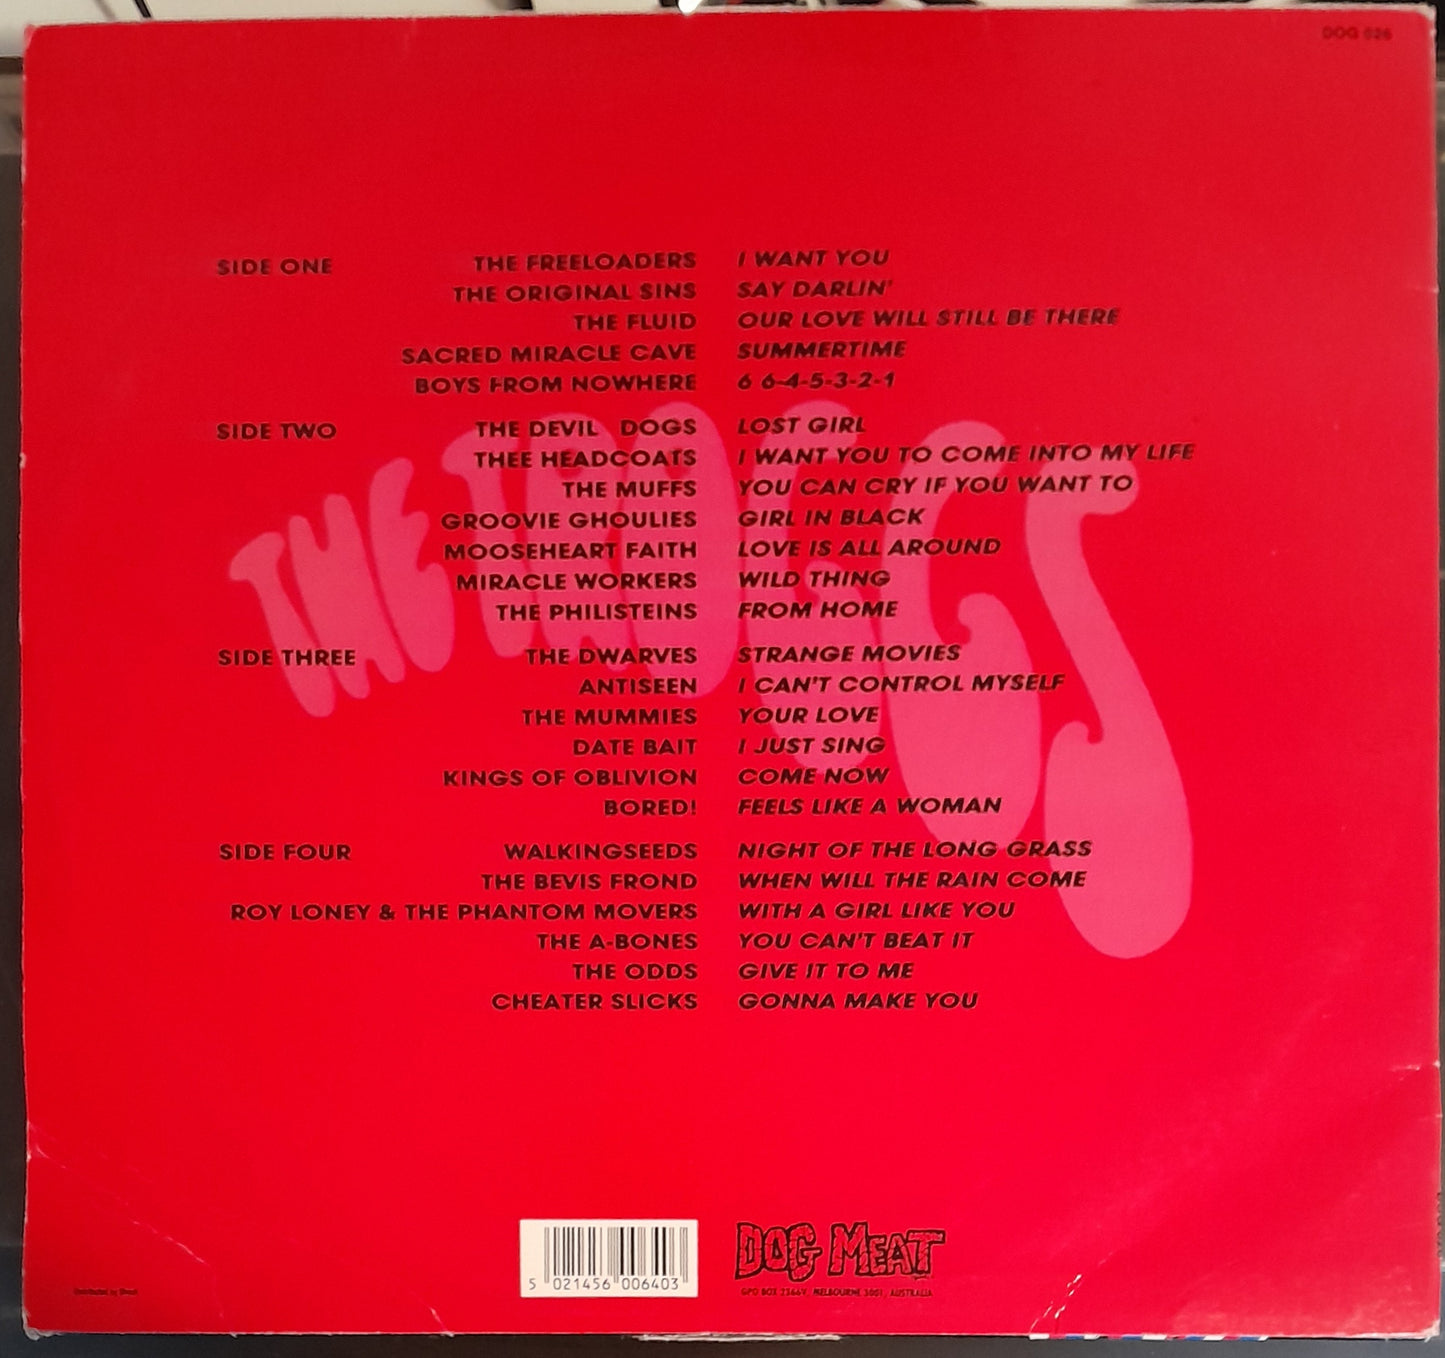 DOG 026
SIDE ONE THE FREELOADERS I WANT YOU
THE ORIGINAL SINS SAY DARLIN'
THE FLUID OUR LOVE WILL STILL BE THERE
SACRED MIRACLE CAVE SUMMERTIME
BOYS FROM NOWHERE 6 6-4-5-3-2-1
SIDE TWO THE DEVIL DOGS LOST GIRL
THEE HEADCOATS I WANT YOU TO COME INTO MY LIFE
THE MUFFS YOU CAN CRY IF YOU WANT TO
GROOVIE GHOULIES GIRL IN BLACK
MOOSEHEART FAITH LOVE IS ALL AROUND
MIRACLE WORKERS WILD THING
THE PHILISTEINS FROM HOME
SIDE THREE THE DWARVES STRANGE MOVIES
ANTISEEN I CAN'T CONTROL MYSELF
THE MUMMIES YOUR LOVE
DATE BAIT I JUST SING
KINGS OF OBLIVION COME NOW
BORED! FEELS LIKE A WOMAN
SIDE FOUR WALKINGSEEDS NIGHT OF THE LONG GRASS
THE BEVIS FROND WHEN WILL THE RAIN COME
ROY LONEY & THE PHANTOM MOVERS WITH A GIRL LIKE YOU
THE A-BONES YOU CAN'T BEAT IT
THE ODDS GIVE IT TO ME
CHEATER SLICKS GONNA MAKE YOU
THE TROGGS
5 021456 006403
DOG MEAT
GPO BOX 2366V, MELBOURNE 3001, AUSTRALIA
Distributed by